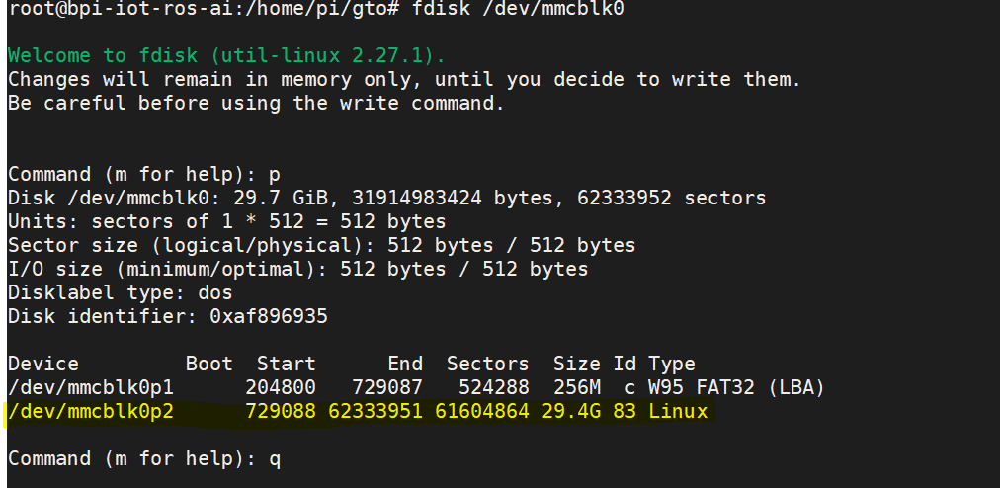 root@bpi-iot-ros-ai:/home/pi/gto# fdisk /dev/mmcblk0
Welcome to fdisk (util-linux 2.27.1).
Changes will remain in memory only, until you decide to write them.
Be careful before using the write command.
Command (m for help): p
Disk /dev/mmcblk0: 29.7 GiB, 31914983424 bytes, 62333952 sectors
Units: sectors of 1 * 512 = 512 bytes
Sector size (logical/physical): 512 bytes / 512 bytes
I/O size (minimum/optimal): 512 bytes / 512 bytes
Disklabel type: dos
Disk identifier: 0xaf896935
Device         Boot  Start      End  Sectors  Size Id Type
/dev/mmcblk0p1      204800   729087   524288  256M  c W95 FAT32 (LBA)
/dev/mmcblk0p2      729088 62333951 61604864 29.4G 83 Linux
Command (m for help): q